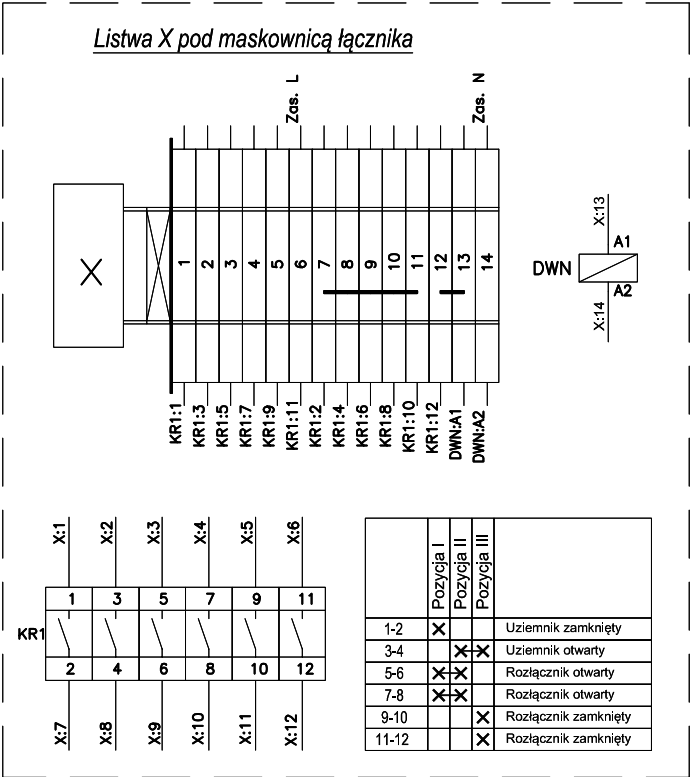 Listwa X pod maskownicą łącznika
Zas. L
Zas. N
X
1 2 3 4 5 6 7 8 9 10 11 12 13 14
KR1:1
KR1:3
KR1:5
KR1:7
KR1:9
KR1:11
KR1:2
KR1:4
KR1:6
KR1:8
KR1:10
KR1:12
DWN:A1
DWN:A2
X:13
A1
DWN
A2
X:14
X:1 X:2 X:3 X:4 X:5 X:6
1 3 5 7 9 11
KR1
2 4 6 8 10 12
X:7 X:8 X:9 X:10 X:11 X:12
Pozycja I
Pozycja II
Pozycja III
1-2 Uziemnik zamknięty
3-4 Uziemnik otwarty
5-6 Rozłącznik otwarty
7-8 Rozłącznik otwarty
9-10 Rozłącznik zamknięty
11-12 Rozłącznik zamknięty